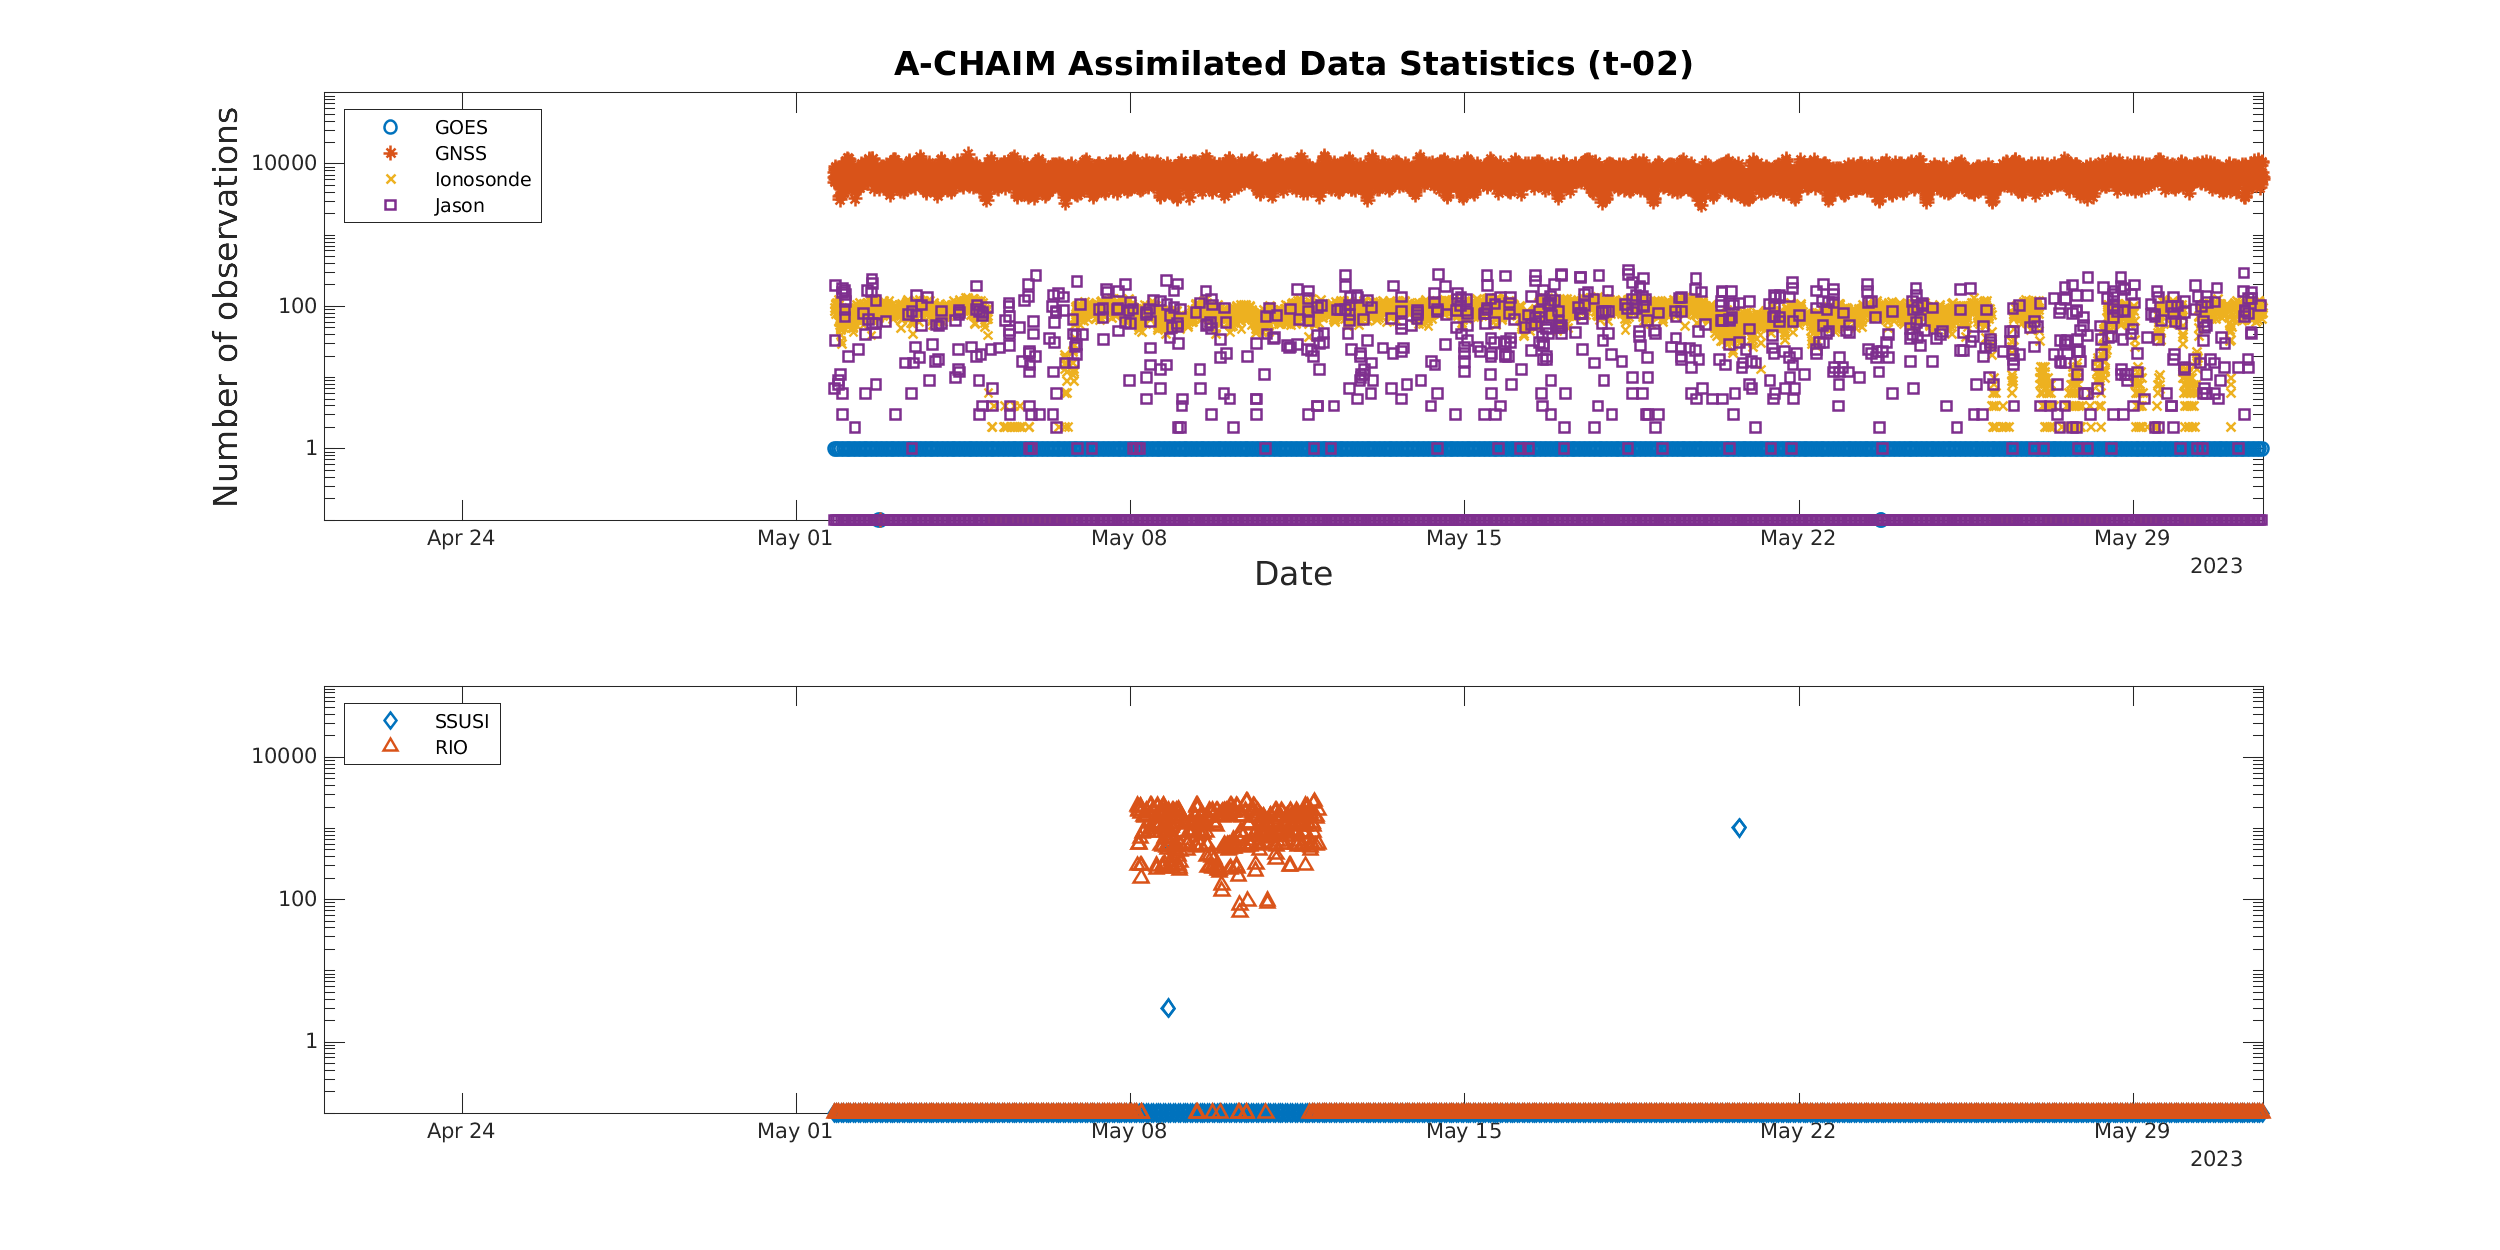 A-CHAIM Assimilated Data Statistics (t-02)
Number of observations
10000
100
1
GOES
GNSS
Ionosonde
Jason
Apr 24
May 01
May 08
May 15
May 22
May 29
2023
Date
10000
100
1
SSUSI
RIO
Apr 24
May 01
May 08
May 15
May 22
May 29
2023